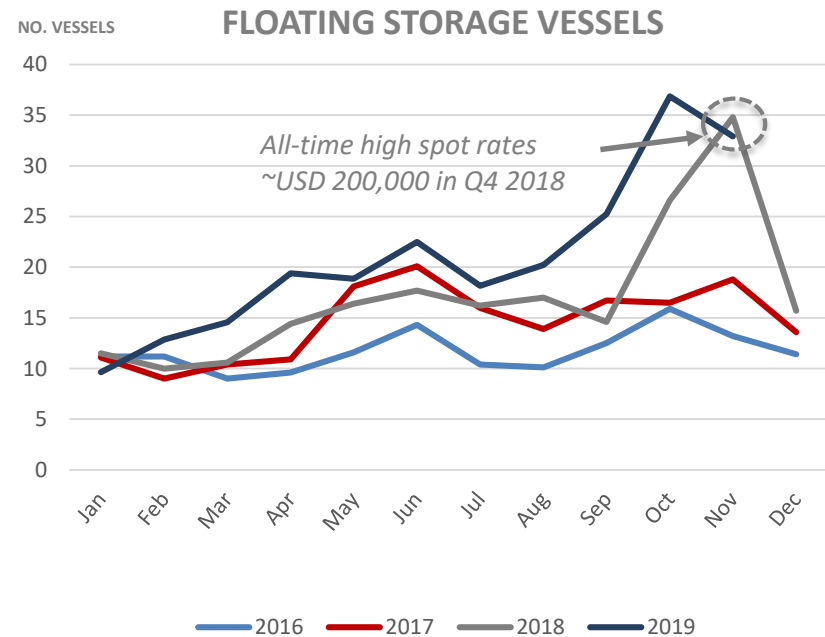 FLOATING STORAGE VESSELS
NO. VESSELS
40
35
30
25
20
15
10
5
0
All-time high spot rates
~USD 200,000 in Q4 2018
Jan Feb Mar Apr May Jun Jul Aug Sep Oct Nov Dec
2016 2017 2018 2019